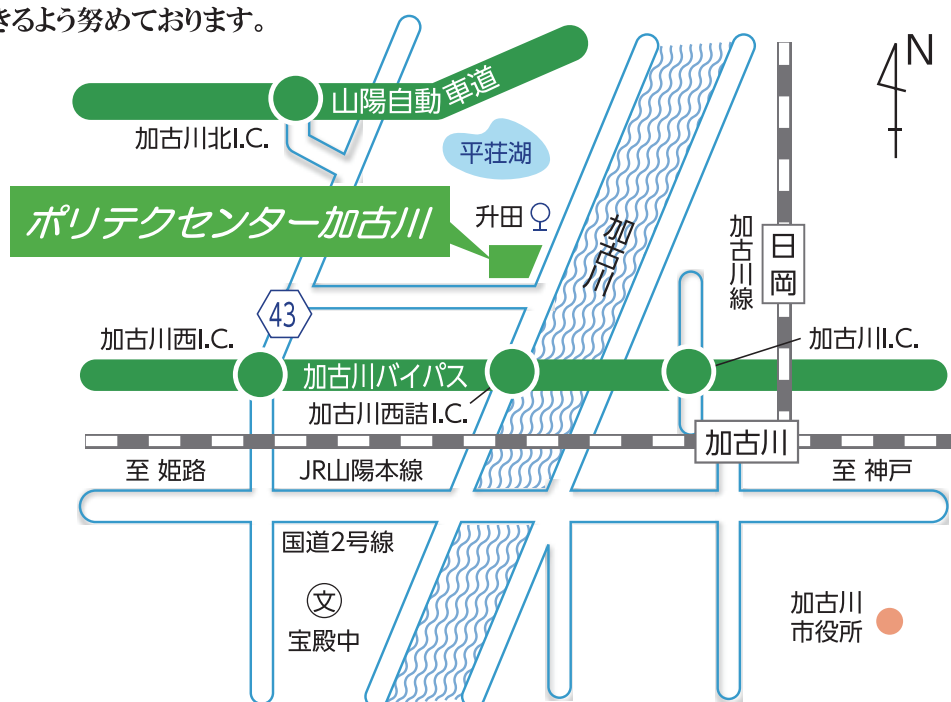 きるよう努めております。
N
山陽自動車道
加古川北I.C.
平荘湖
ポリテクセンター加古川
升田
加古川
加古川線
日岡
43
加古川西I.C.
加古川I.C.
加古川バイパス
加古川西詰I.C.
加古川
至 姫路
JR山陽本線
至 神戸
国道2号線
文
宝殿中
加古川
市役所